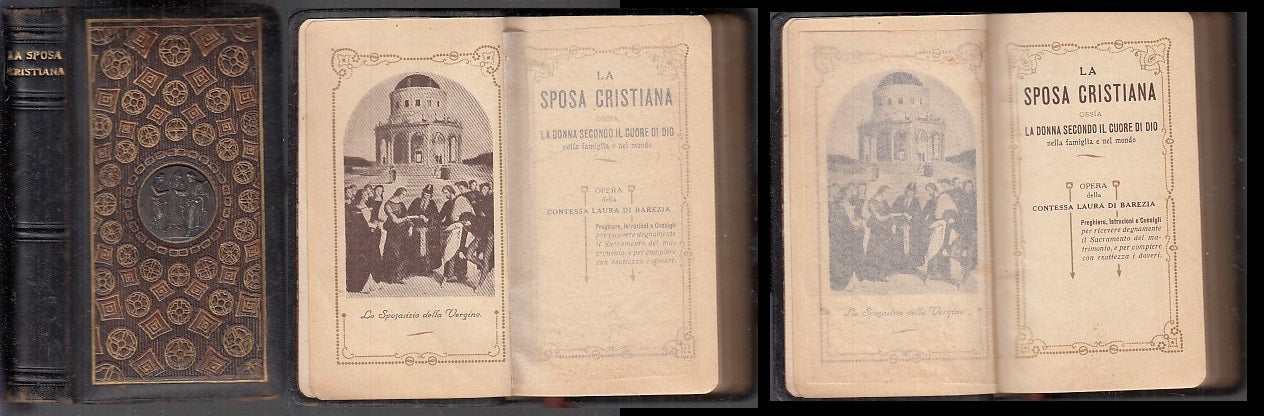 LA SPOSA
CRISTIANA
Lo Sposalizio della Vergine.
LA
SPOSA CRISTIANA
OSSIA
LA DONNA SECONDO IL CUORE DI DIO
nella famiglia e nel mondo
OPERA
della
CONTESSA LAURA DI BAREZIA
Preghiere, Istruzioni e Consigli
per ricevere degnamente
il Sacramento del ma-
trimonio, e per compiere
con esattezza i doveri.
Lo Sposalizio della Vergine.
LA
SPOSA CRISTIANA
OSSIA
LA DONNA SECONDO IL CUORE DI DIO
nella famiglia e nel mondo
OPERA
della
CONTESSA LAURA DI BAREZIA
Preghiere, Istruzioni e Consigli
per ricevere degnamente
il Sacramento del ma-
trimonio, e per compiere
con esattezza i doveri.